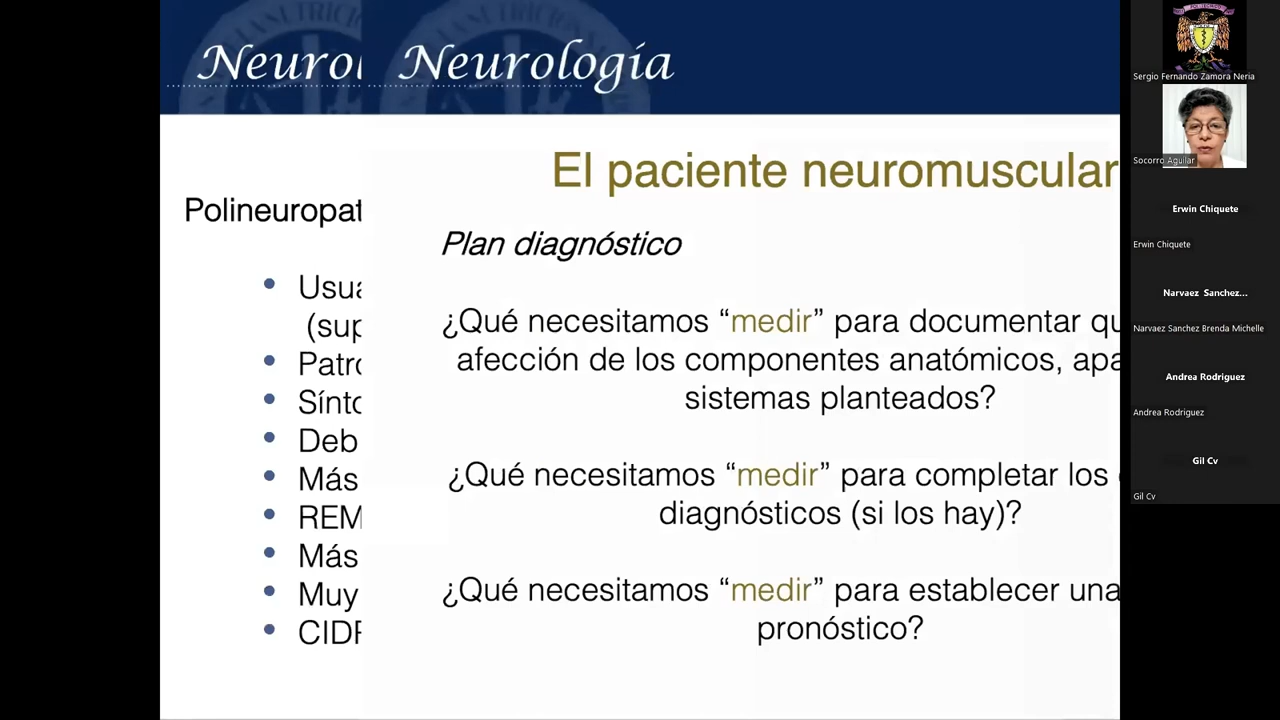 Neurol
Neurología
Polineuropat
Usua
(sup
Patro
Sínto
Deb
Más
REM
Más
Muy
CIDP
El paciente neuromuscular
Plan diagnóstico
¿Qué necesitamos “medir” para documentar qu
afección de los componentes anatómicos, apa
sistemas planteados?
¿Qué necesitamos “medir” para completar los
diagnósticos (si los hay)?
¿Qué necesitamos “medir” para establecer una
pronóstico?
Sergio Fernando Zamora Neria
Socorro Aguilar
Erwin Chiquete
Erwin Chiquete
Narvaez Sanchez...
Narvaez Sanchez Brenda Michelle
Andrea Rodriguez
Andrea Rodriguez
Gil Cv
Gil Cv